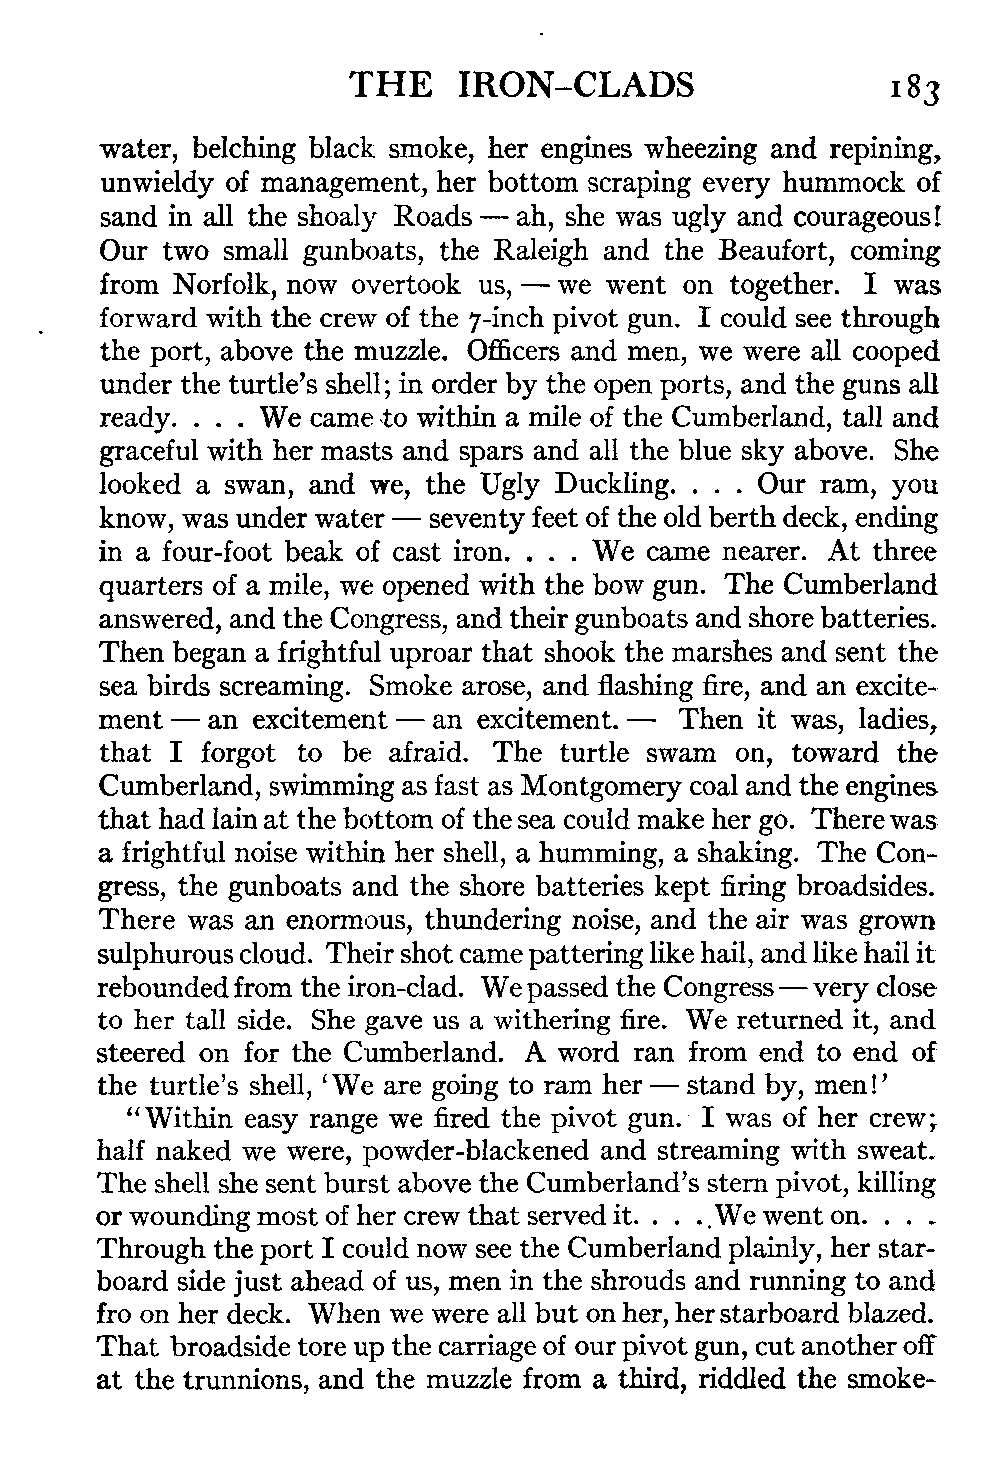 THE IRON-CLADS 183
water, belching black smoke, her engines wheezing and repining,
unwieldy of management, her bottom scraping every hummock of
sand in all the shoaly Roads — ah, she was ugly and courageous!
Our two small gunboats, the Raleigh and the Beaufort, coming
from Norfolk, now overtook us, — we went on together. I was
forward with the crew of the 7-inch pivot gun. I could see through
the port, above the muzzle. Officers and men, we were all cooped
under the turtle's shell; in order by the open ports, and the guns all
ready. . . . We came to within a mile of the Cumberland, tall and
graceful with her masts and spars and all the blue sky above. She
looked a swan, and we, the Ugly Duckling. . . . Our ram, you
know, was under water — seventy feet of the old berth deck, ending
in a four-foot beak of cast iron. . . . We came nearer. At three
quarters of a mile, we opened with the bow gun. The Cumberland
answered, and the Congress, and their gunboats and shore batteries.
Then began a frightful uproar that shook the marshes and sent the
sea birds screaming. Smoke arose, and flashing fire, and an excite-
ment — an excitement — an excitement. — Then it was, ladies,
that I forgot to be afraid. The turtle swam on, toward the
Cumberland, swimming as fast as Montgomery coal and the engines
that had lain at the bottom of the sea could make her go. There was
a frightful noise within her shell, a humming, a shaking. The Con-
gress, the gunboats and the shore batteries kept firing broadsides.
There was an enormous, thundering noise, and the air was grown
sulphurous cloud. Their shot came pattering like hail, and like hail it
rebounded from the iron-clad. We passed the Congress — very close
to her tall side. She gave us a withering fire. We returned it, and
steered on for the Cumberland. A word ran from end to end of
the turtle's shell, 'We are going to ram her — stand by, men!'
"Within easy range we fired the pivot gun. I was of her crew;
half naked we were, powder-blackened and streaming with sweat.
The shell she sent burst above the Cumberland's stern pivot, killing
or wounding most of her crew that served it. . . . We went on. . . .
Through the port I could now see the Cumberland plainly, her star-
board side just ahead of us, men in the shrouds and running to and
fro on her deck. When we were all but on her, her starboard blazed.
That broadside tore up the carriage of our pivot gun, cut another off
at the trunnions, and the muzzle from a third, riddled the smoke-